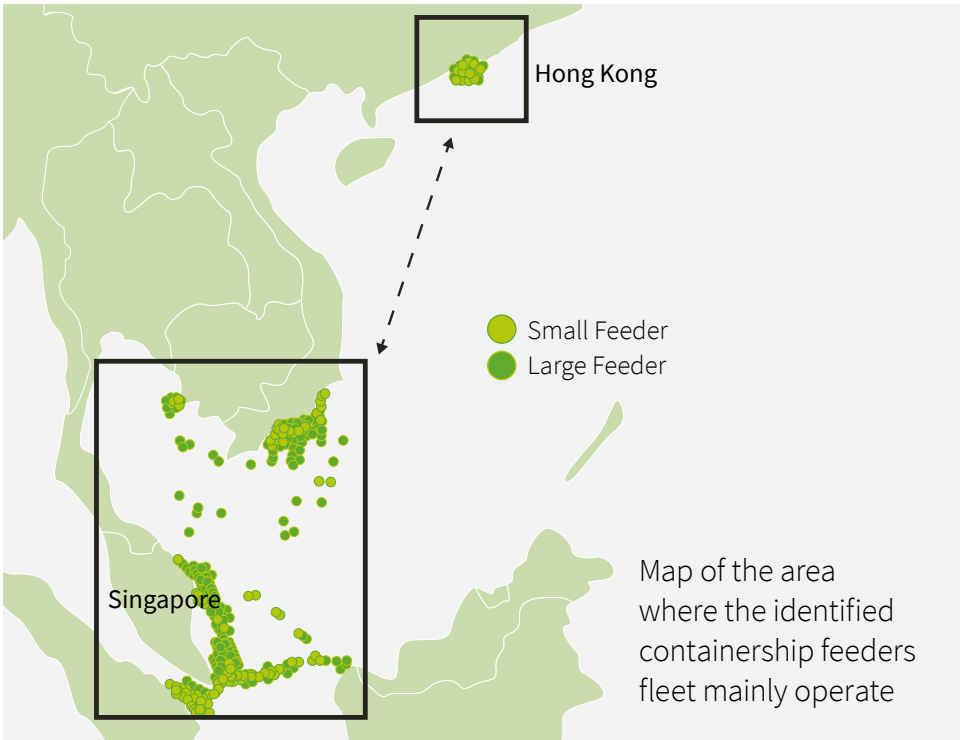 Hong Kong
Small Feeder
Large Feeder
Singapore
Map of the area
where the identified
containership feeders
fleet mainly operate